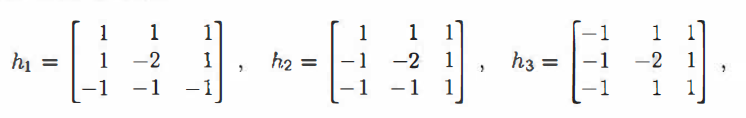 h₁ = [ 1 1 1 ] , h₂ = [ 1 1 1 ] , h₃ = [ −1 1 1 ] ,
[ 1 −2 1 ] [ −1 −2 1 ] [ −1 −2 1 ]
[ −1 −1 −1 ] [ −1 −1 1 ] [ −1 1 1 ]